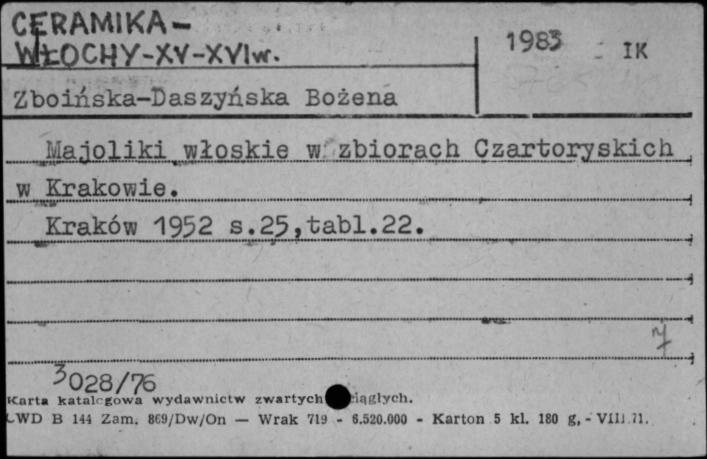 CERAMIKA-
WŁOCHY-XV-XVIw.
1983 IK
Zboińska-Daszyńska Bożena
Majoliki włoskie w zbiorach Czartoryskich
w Krakowie.
Kraków 1952 s.25,tabl.22.
3028/76
Karta katalogowa wydawnictw zwartych
WD B 144 Zam. 869/Dw/On — Wrak 719 - 6.520.000 - Karton 5 kl. 180 g, - VIII 71.